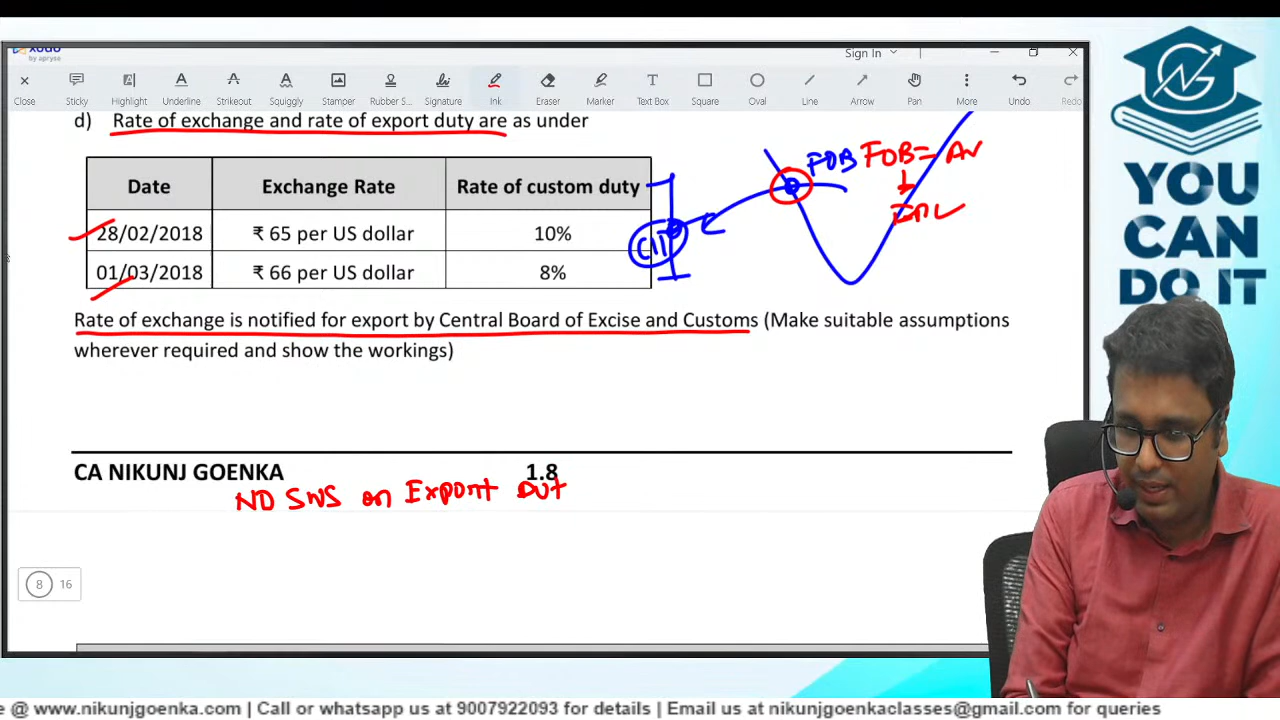 by apryse
Sign In
Close Sticky Highlight Underline Strikeout Squiggly Stamper Rubber S... Signature Ink Eraser Marker Text Box Square Oval Line Arrow Pan More Undo Redo
d) Rate of exchange and rate of export duty are as under
Date Exchange Rate Rate of custom duty
28/02/2018 ₹ 65 per US dollar 10%
01/03/2018 ₹ 66 per US dollar 8%
FOB FOB = AV
Rate of exchange is notified for export by Central Board of Excise and Customs (Make suitable assumptions
wherever required and show the workings)
CA NIKUNJ GOENKA 1.8
NO SWS on Export Dut
8 16
NG
YOU
CAN
DO IT
e @ www.nikunjgoenka.com | Call or whatsapp us at 9007922093 for details | Email us at nikunjgoenkaclasses@gmail.com for queries